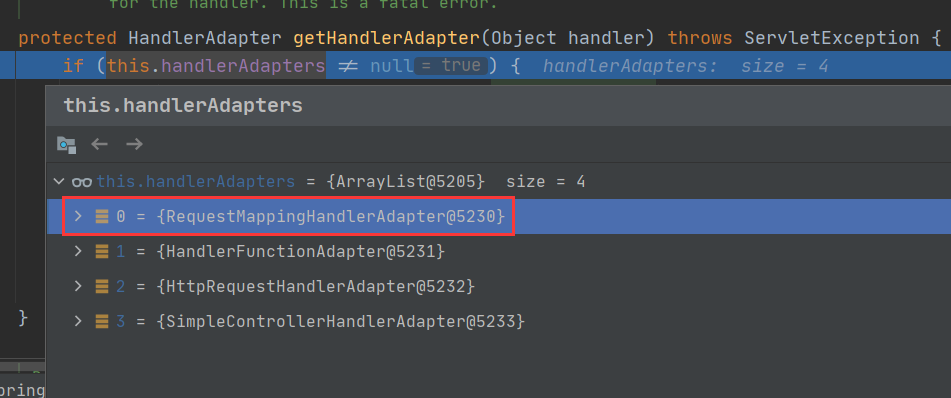 for the handler. This is a fatal error.
protected HandlerAdapter getHandlerAdapter(Object handler) throws ServletException {
if (this.handlerAdapters ≠ null = true ) { handlerAdapters: size = 4
this.handlerAdapters
this.handlerAdapters = {ArrayList@5205} size = 4
0 = {RequestMappingHandlerAdapter@5230}
1 = {HandlerFunctionAdapter@5231}
2 = {HttpRequestHandlerAdapter@5232}
3 = {SimpleControllerHandlerAdapter@5233}
}
pring